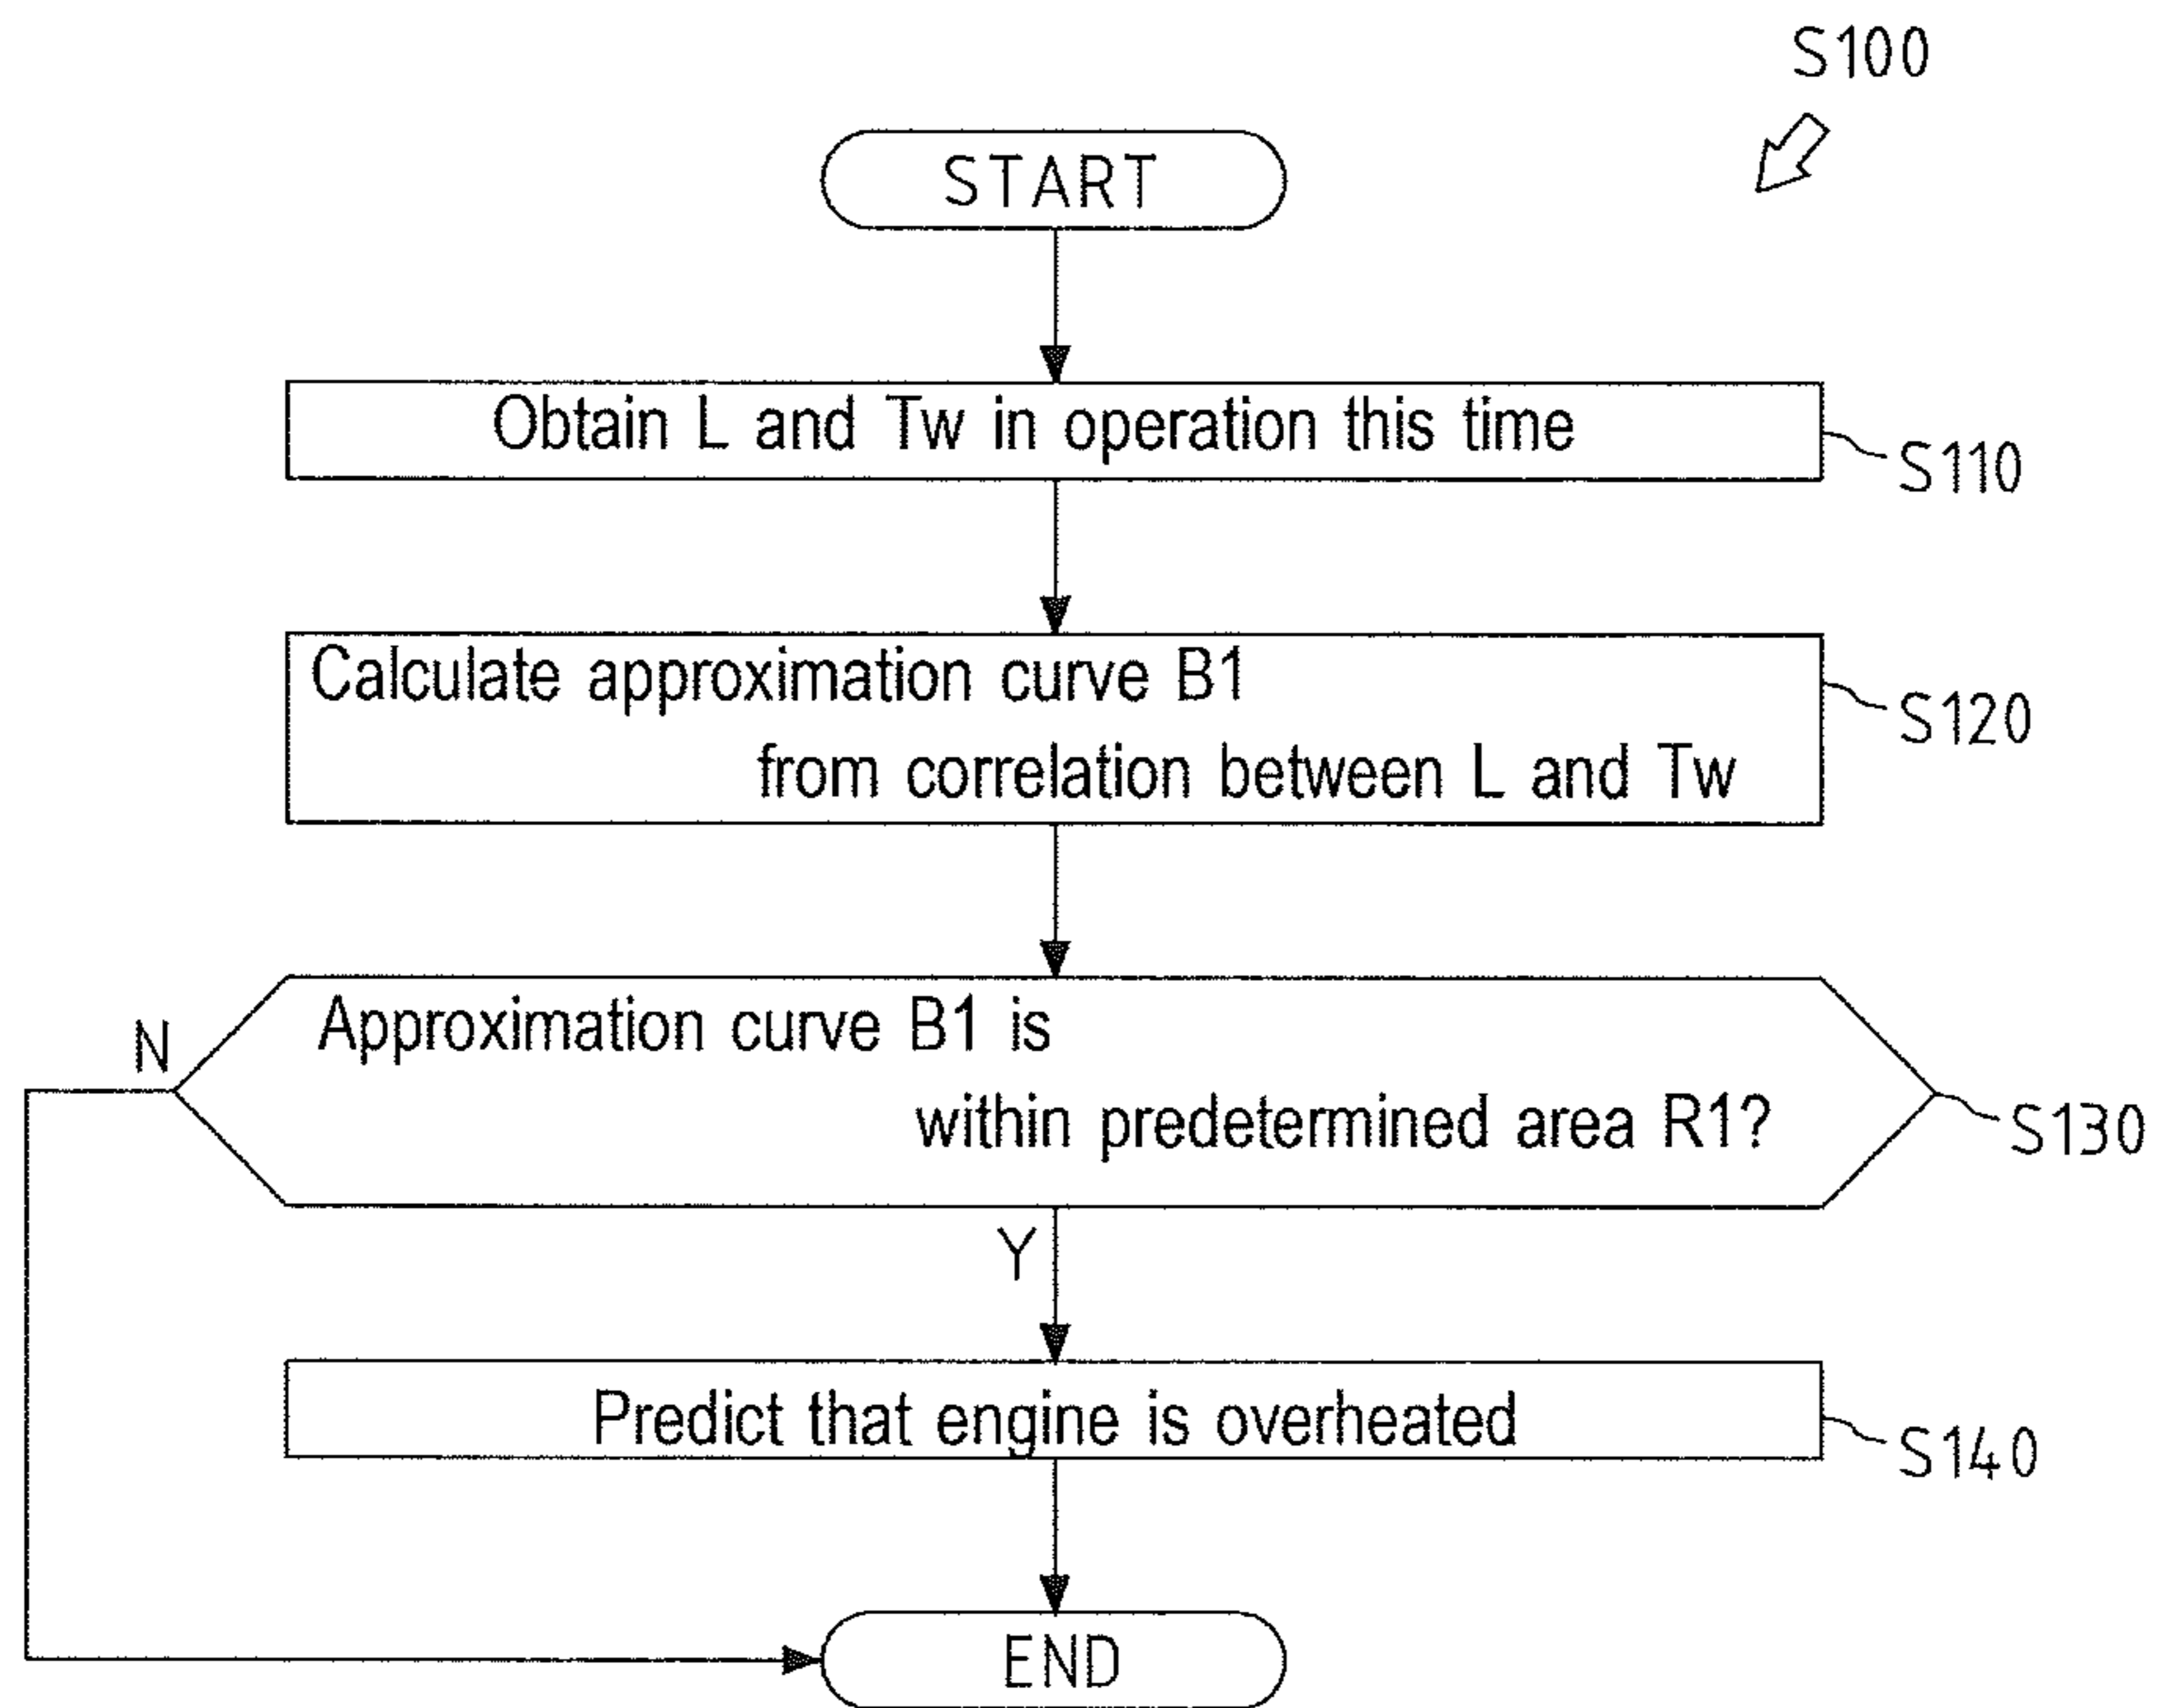 S100
START
Obtain L and Tw in operation this time
S110
Calculate approximation curve B1
from correlation between L and Tw
S120
Approximation curve B1 is
within predetermined area R1?
N
S130
Y
Predict that engine is overheated
S140
END